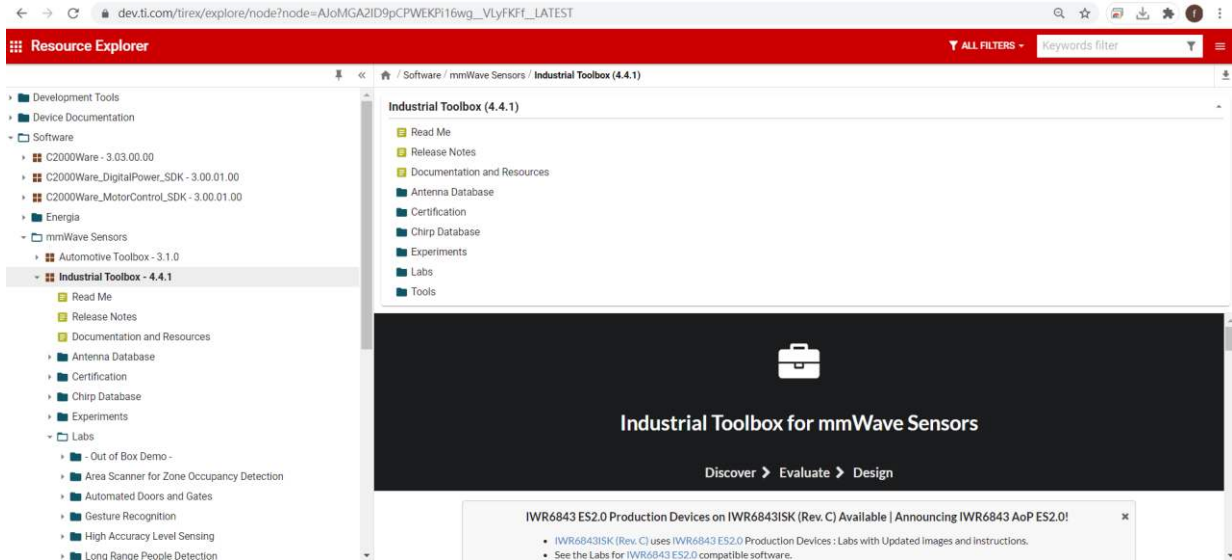 dev.ti.com/tirex/explore/node?node=AJoMGA2ID9pCPWEKPi16wg__VLyFKFf__LATEST
Resource Explorer
ALL FILTERS
Keywords filter
Development Tools
Device Documentation
Software
C2000Ware - 3.03.00.00
C2000Ware_DigitalPower_SDK - 3.00.01.00
C2000Ware_MotorControl_SDK - 3.00.01.00
Energia
mmWave Sensors
Automotive Toolbox - 3.1.0
Industrial Toolbox - 4.4.1
Read Me
Release Notes
Documentation and Resources
Antenna Database
Certification
Chirp Database
Experiments
Labs
- Out of Box Demo -
Area Scanner for Zone Occupancy Detection
Automated Doors and Gates
Gesture Recognition
High Accuracy Level Sensing
Long Range People Detection
/ Software / mmWave Sensors / Industrial Toolbox (4.4.1)
Industrial Toolbox (4.4.1)
Read Me
Release Notes
Documentation and Resources
Antenna Database
Certification
Chirp Database
Experiments
Labs
Tools
Industrial Toolbox for mmWave Sensors
Discover > Evaluate > Design
IWR6843 ES2.0 Production Devices on IWR6843ISK (Rev. C) Available | Announcing IWR6843 AoP ES2.0!
• IWR6843ISK (Rev. C) uses IWR6843 ES2.0 Production Devices : Labs with Updated images and instructions.
• See the Labs for IWR6843 ES2.0 compatible software.